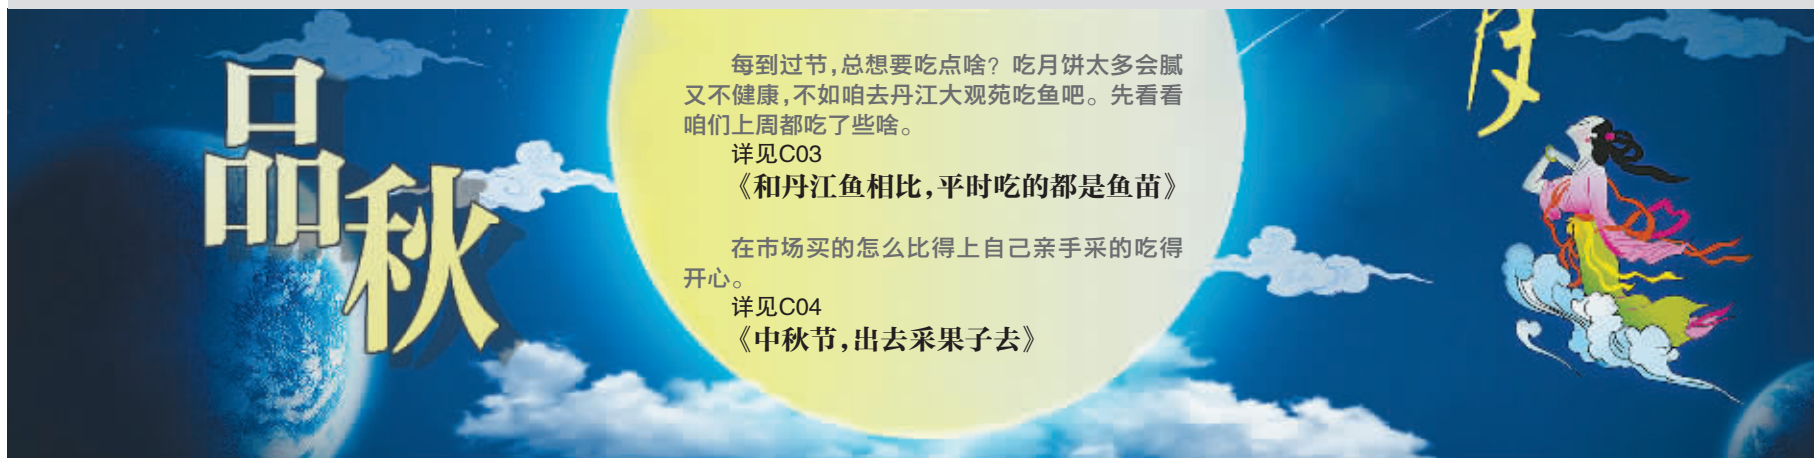 品秋
每到过节，总想要吃点啥？吃月饼太多会腻
又不健康，不如咱去丹江大观苑吃鱼吧。先看看
咱们上周都吃了些啥。
详见C03
《和丹江鱼相比，平时吃的都是鱼苗》
在市场买的怎么比得上自己亲手采的吃得
开心。
详见C04
《中秋节，出去采果子去》